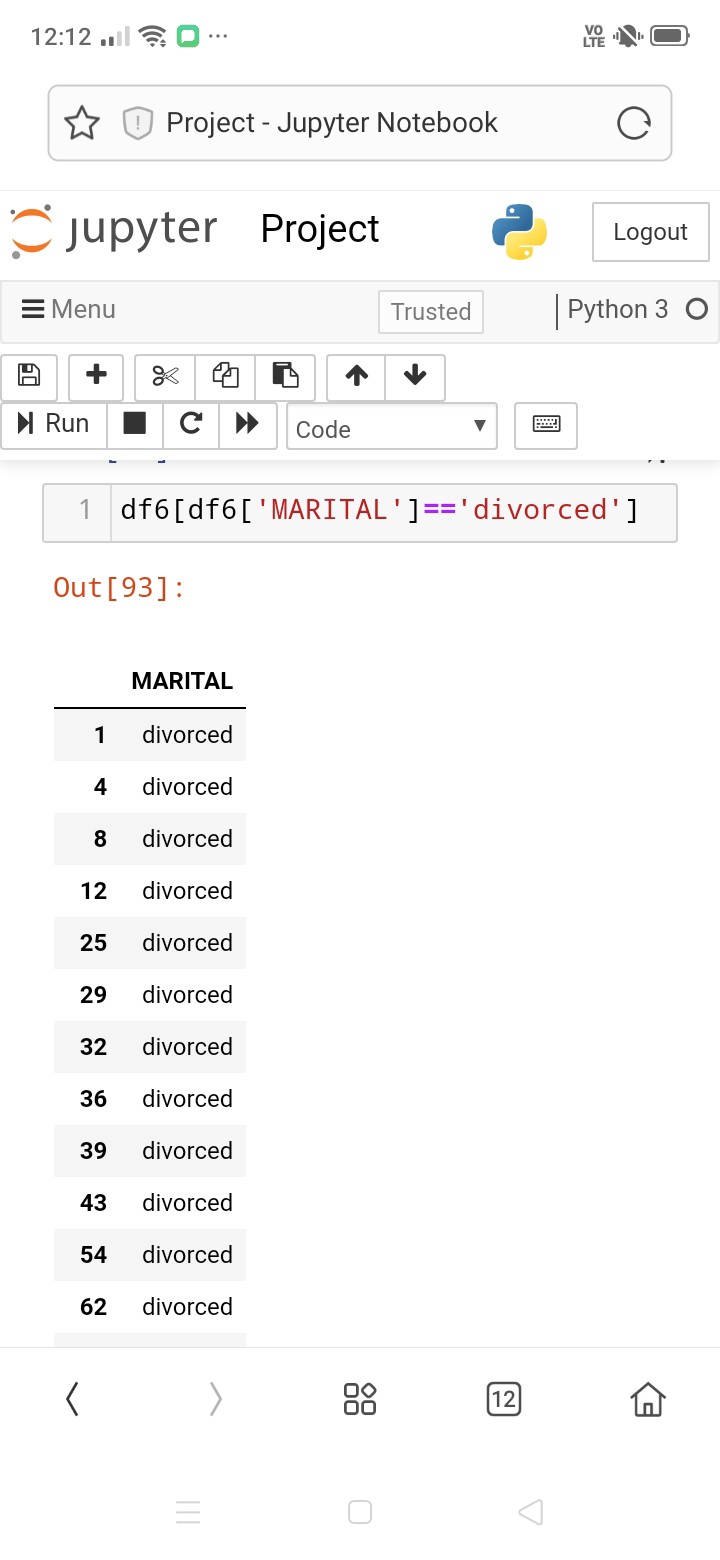 12:12 ... VO LTE
Project - Jupyter Notebook
jupyter Project Logout
Menu Trusted Python 3
Run Code
1 df6[df6['MARITAL']=='divorced']
Out[93]:
MARITAL
1 divorced
4 divorced
8 divorced
12 divorced
25 divorced
29 divorced
32 divorced
36 divorced
39 divorced
43 divorced
54 divorced
62 divorced
12